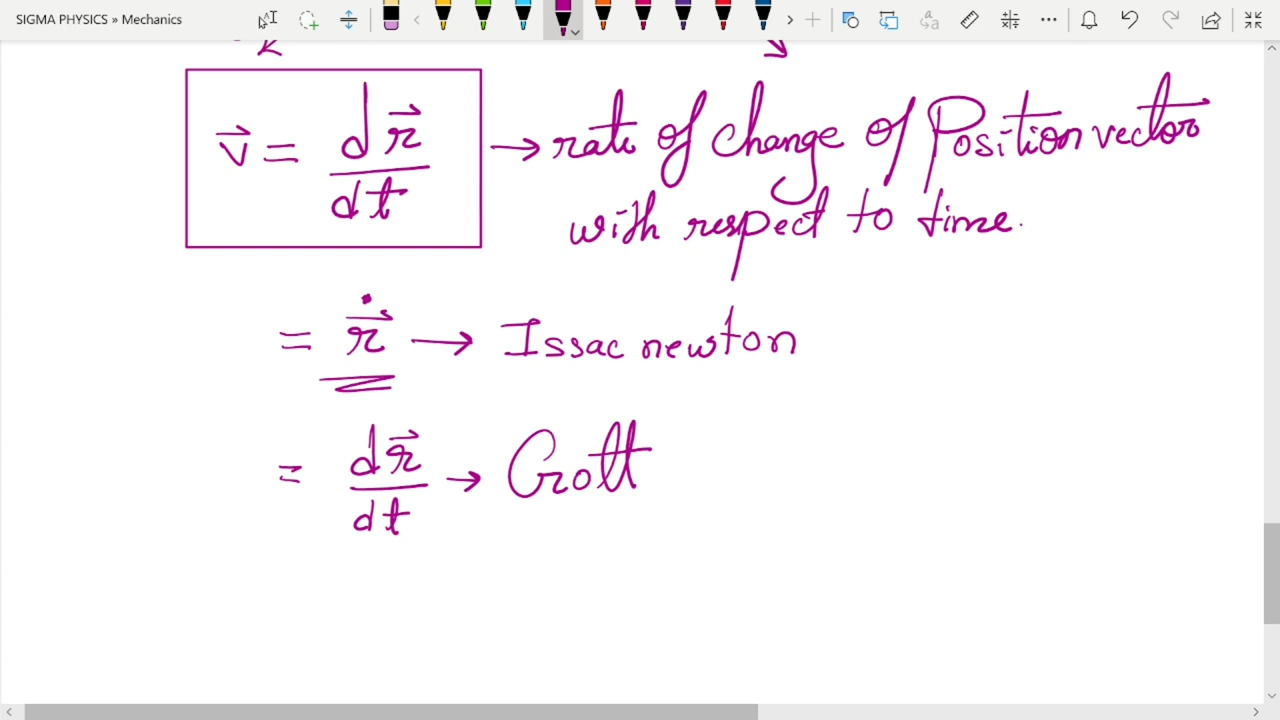 SIGMA PHYSICS » Mechanics
v⃗ = dr⃗/dt → rate of change of Position vector
with respect to time.
= ṙ⃗ → Issac newton
= dr⃗/dt → Gott